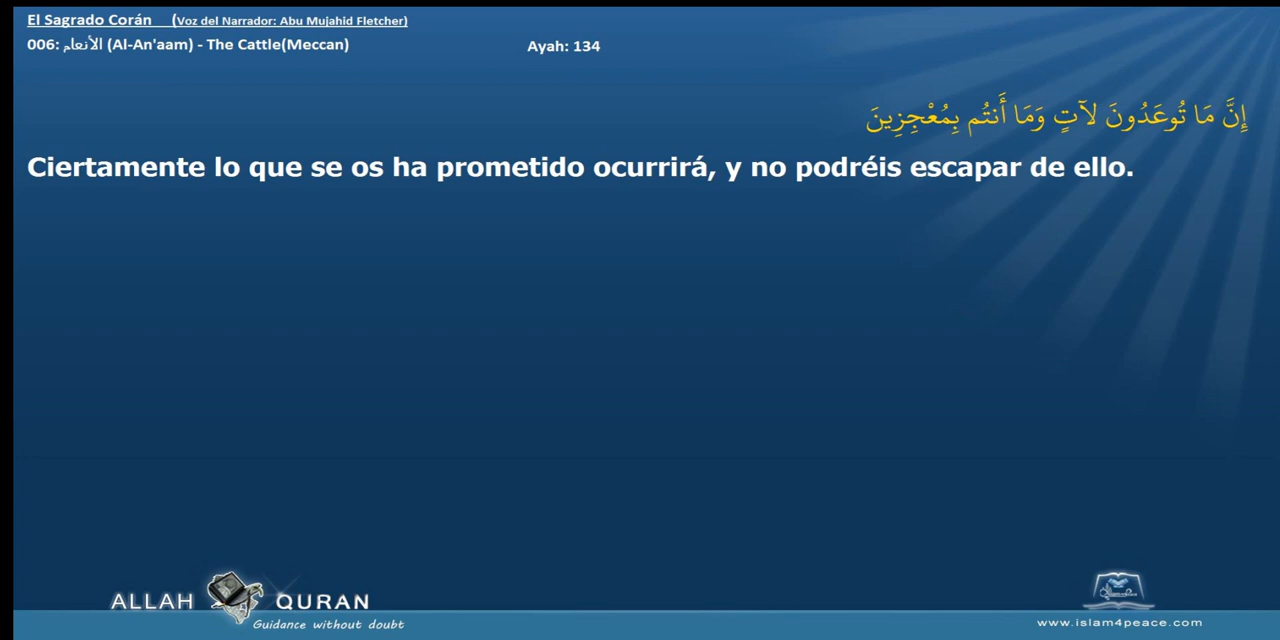 El Sagrado Corán (Voz del Narrador: Abu Mujahid Fletcher)
006: الأنعام (Al-An'aam) - The Cattle(Meccan) Ayah: 134
إِنَّ مَا تُوعَدُونَ لَآتٍ وَمَا أَنتُم بِمُعْجِزِينَ
Ciertamente lo que se os ha prometido ocurrirá, y no podréis escapar de ello.
ALLAH QURAN
Guidance without doubt
www.islam4peace.com